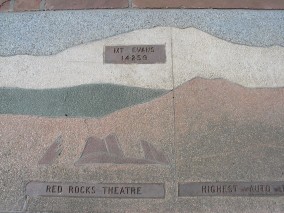 MT. EVANS
14259
RED ROCKS THEATRE
HIGHEST AUTO